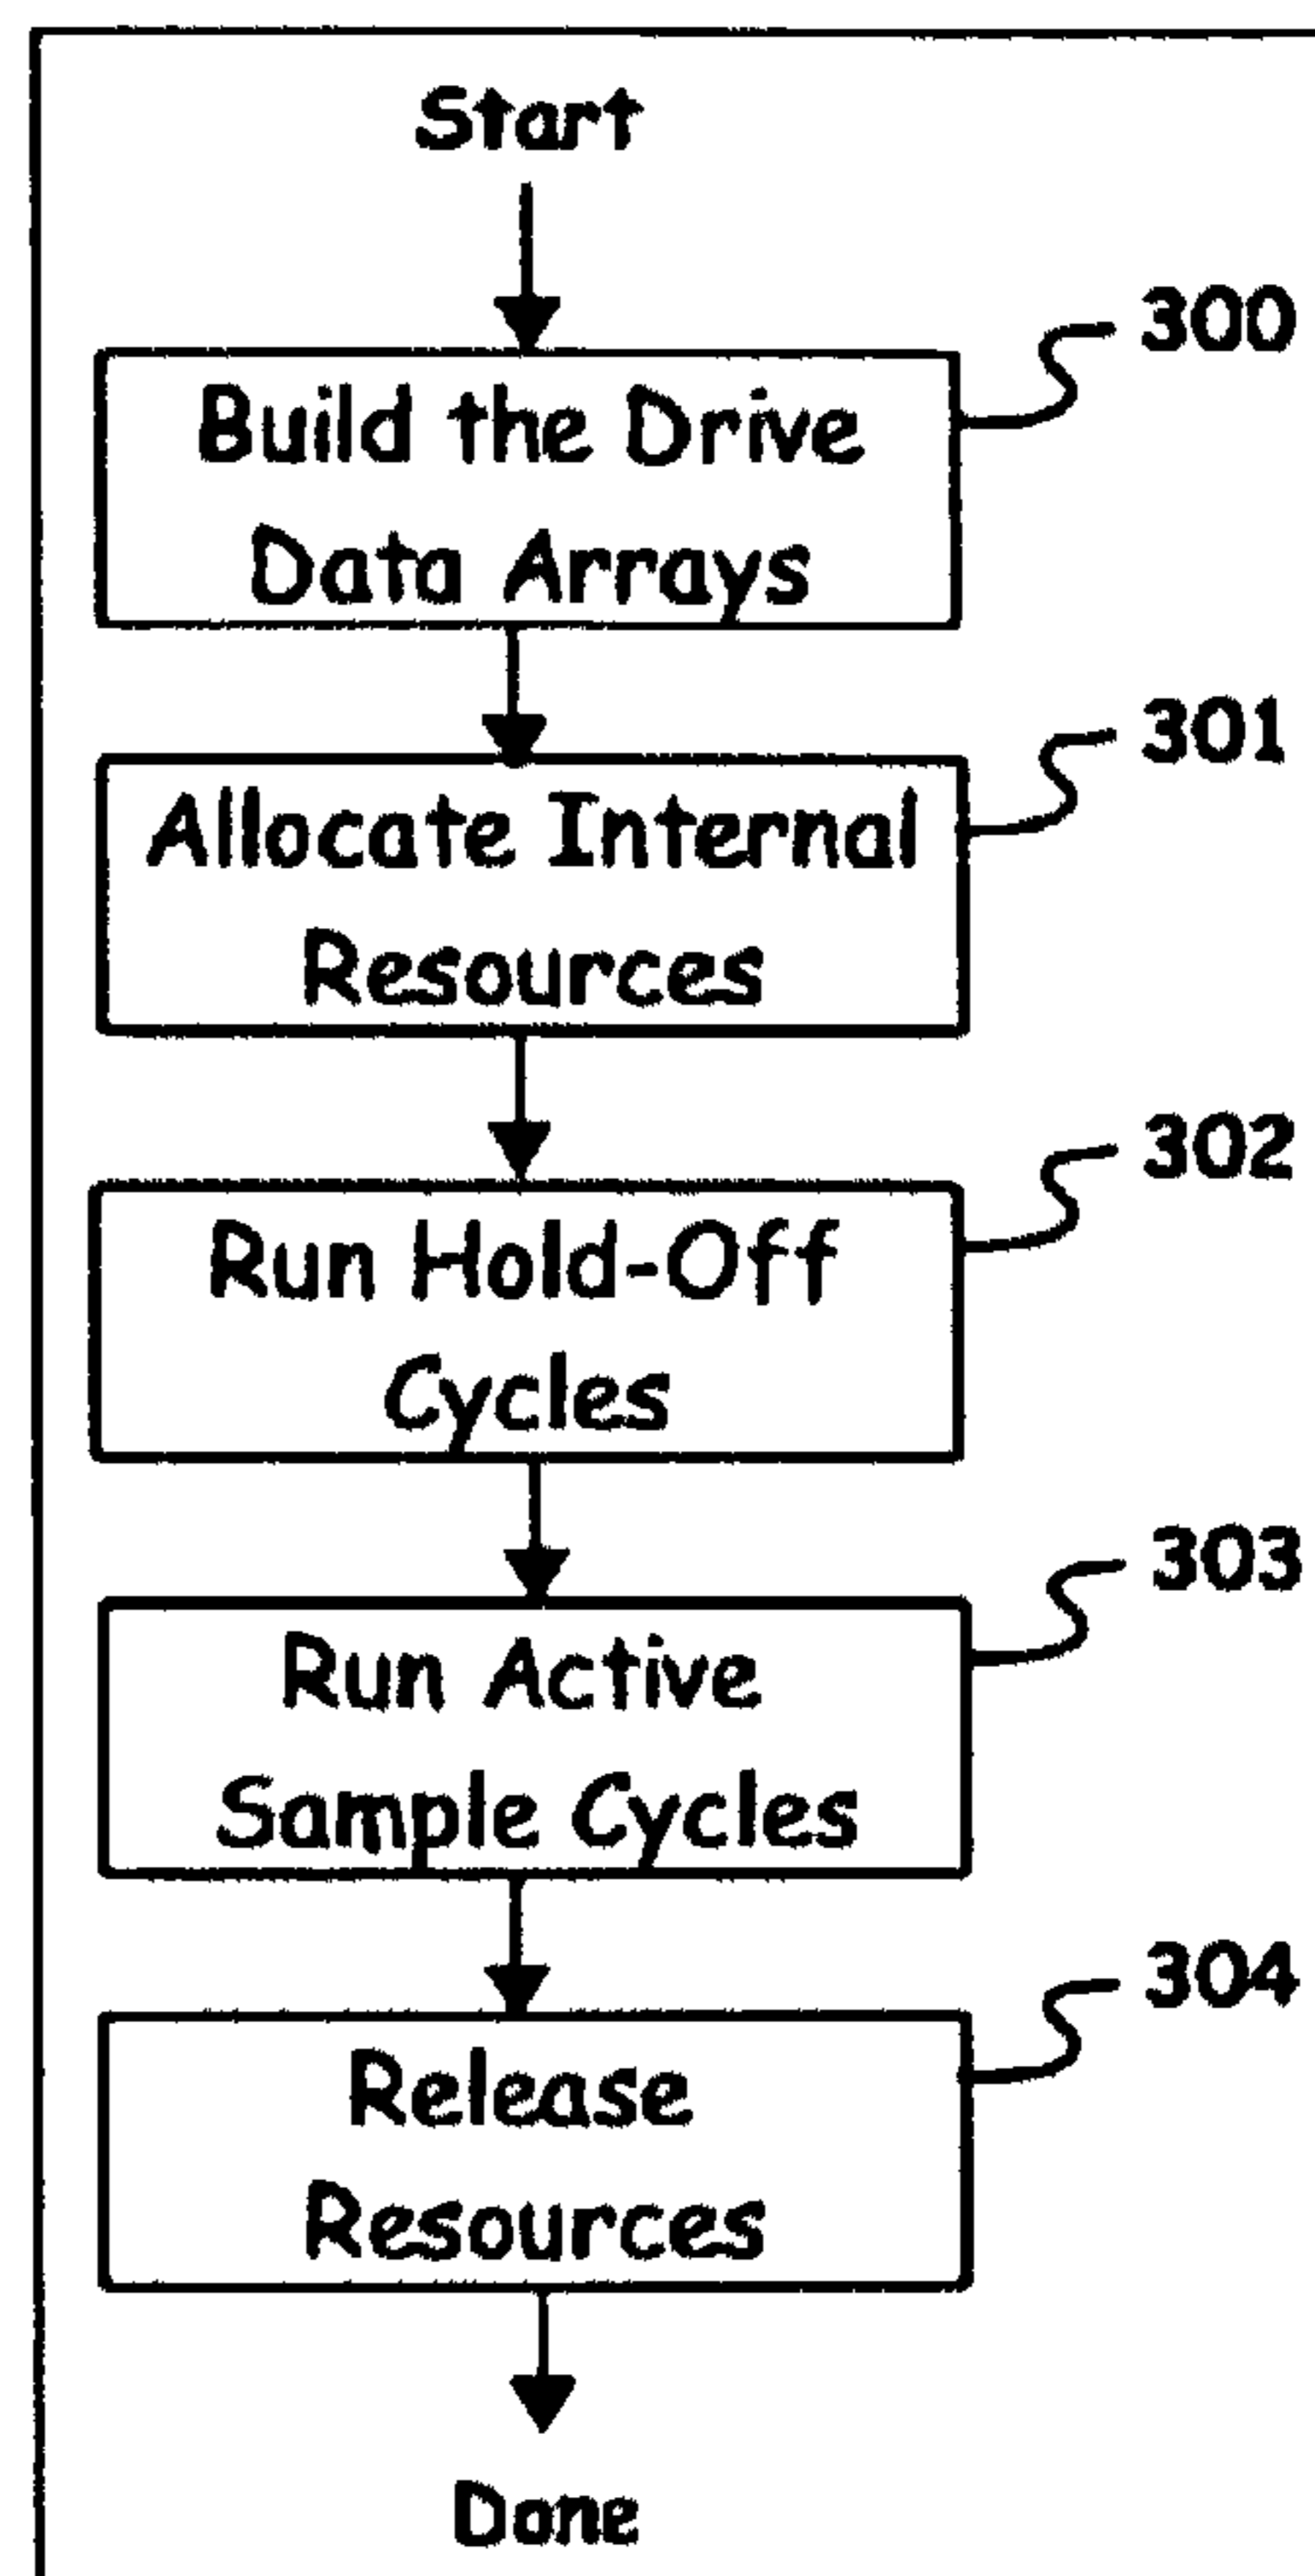 Start
300
Build the Drive
Data Arrays
301
Allocate Internal
Resources
302
Run Hold-Off
Cycles
303
Run Active
Sample Cycles
304
Release
Resources
Done